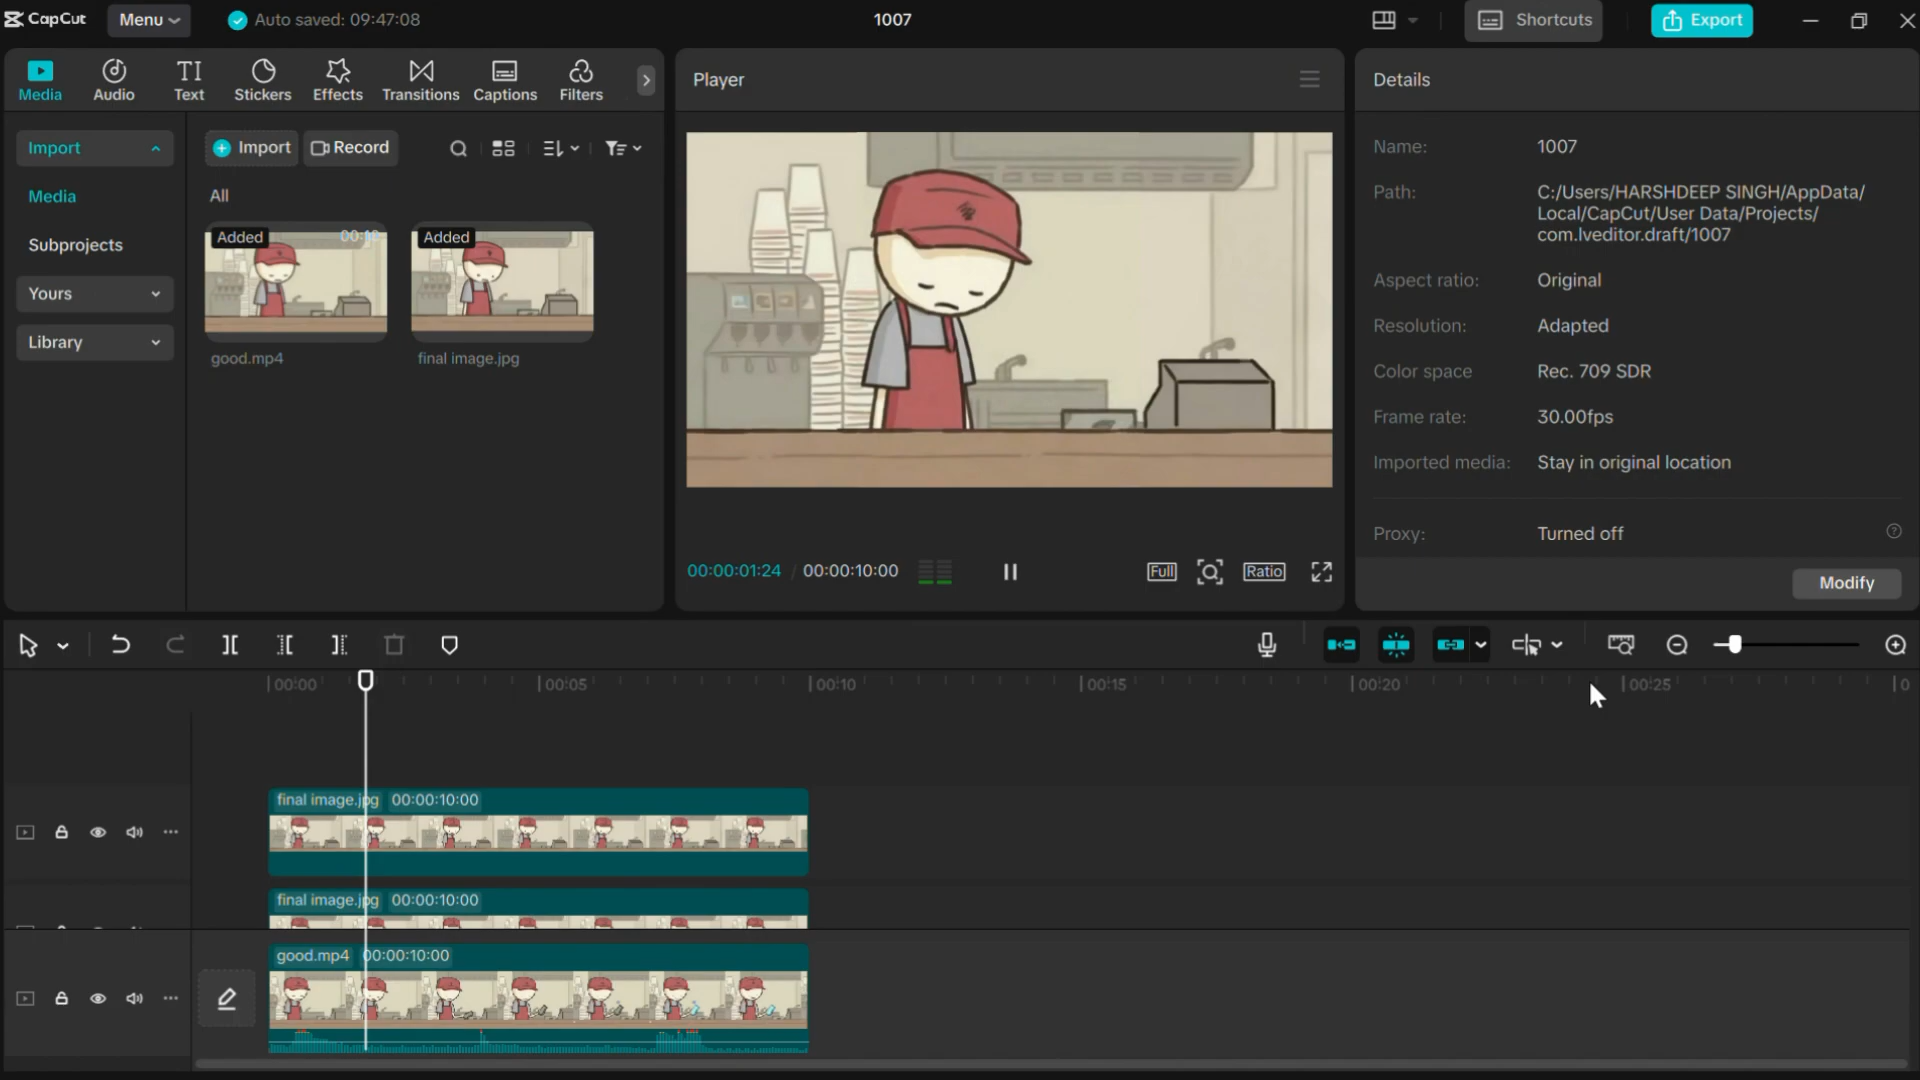 CapCut Menu Auto saved: 09:47:08 1007 Shortcuts Export
Media Audio Text Stickers Effects Transitions Captions Filters
Player
Details
Import
Media
Subprojects
Yours
Library
Import Record
All
Added
Added
good.mp4
final image.jpg
Name: 1007
Path: C:/Users/HARSHDEEP SINGH/AppData/
Local/CapCut/User Data/Projects/
com.lveditor.draft/1007
Aspect ratio: Original
Resolution: Adapted
Color space Rec. 709 SDR
Frame rate: 30.00fps
Imported media: Stay in original location
Proxy: Turned off
Modify
00:00:01:24 / 00:00:10:00 Full Ratio
00:00 00:05 00:10 00:15 00:20 00:25
final image.jpg 00:00:10:00
final image.jpg 00:00:10:00
good.mp4 00:00:10:00